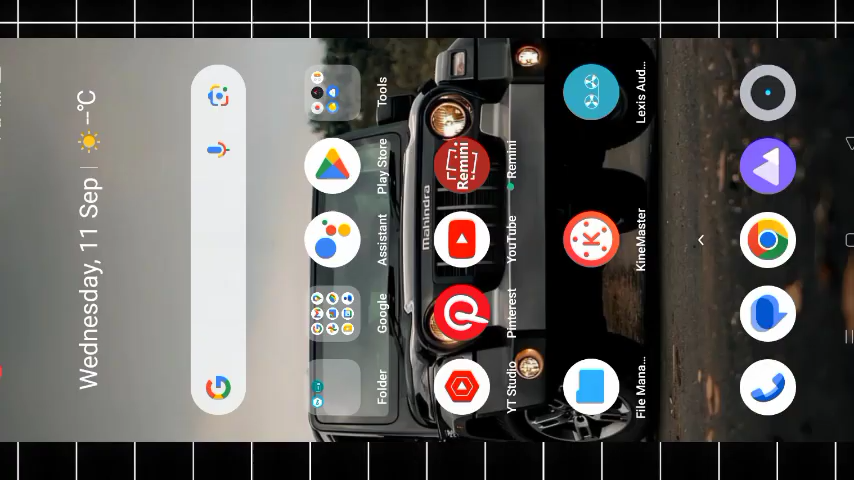 Wednesday, 11 Sep | --°C
Folder
Google
Assistant
Play Store
Tools
YT Studio
Pinterest
YouTube
Remini
Remini
File Mana...
KineMaster
Lexis Aud...
mahindra